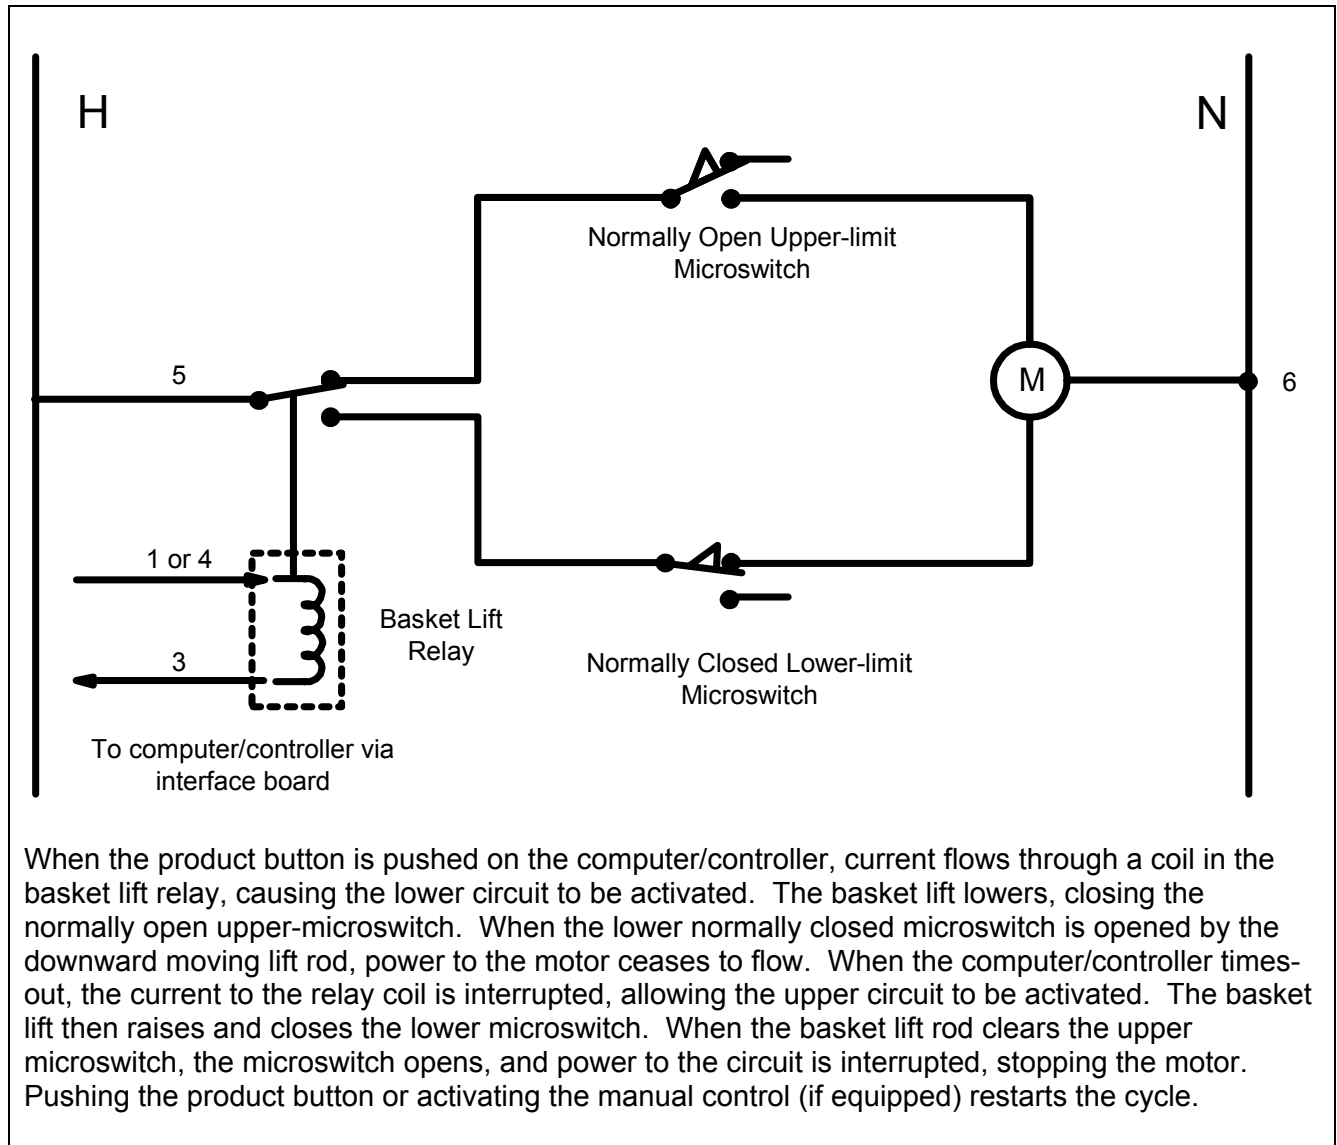 H
N
Normally Open Upper-limit
Microswitch
5
M
6
1 or 4
Basket Lift
Relay
3
Normally Closed Lower-limit
Microswitch
To computer/controller via
interface board
When the product button is pushed on the computer/controller, current flows through a coil in the
basket lift relay, causing the lower circuit to be activated.  The basket lift lowers, closing the
normally open upper-microswitch.  When the lower normally closed microswitch is opened by the
downward moving lift rod, power to the motor ceases to flow.  When the computer/controller times-
out, the current to the relay coil is interrupted, allowing the upper circuit to be activated.  The basket
lift then raises and closes the lower microswitch.  When the basket lift rod clears the upper
microswitch, the microswitch opens, and power to the circuit is interrupted, stopping the motor.
Pushing the product button or activating the manual control (if equipped) restarts the cycle.